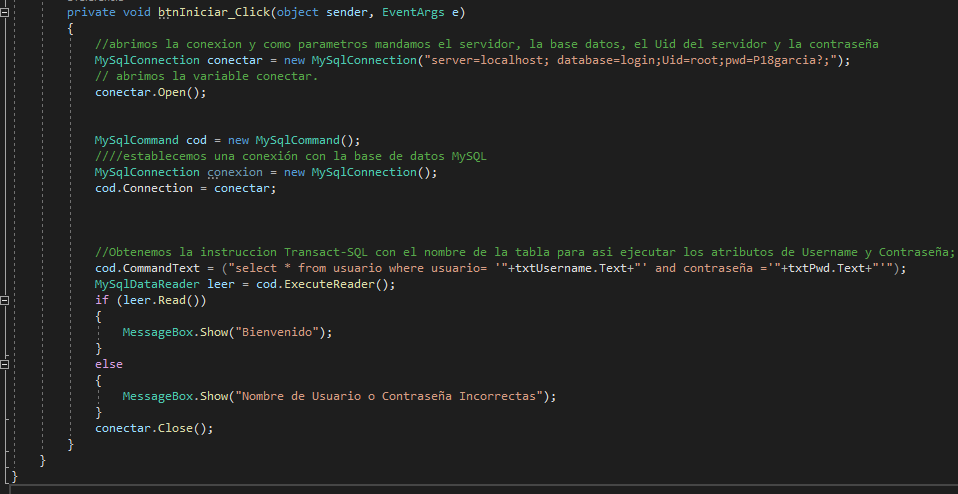 private void btnIniciar_Click(object sender, EventArgs e)
{
//abrimos la conexion y como parametros mandamos el servidor, la base datos, el Uid del servidor y la contraseña
MySqlConnection conectar = new MySqlConnection("server=localhost; database=login;Uid=root;pwd=P18garcia?;");
// abrimos la variable conectar.
conectar.Open();
MySqlCommand cod = new MySqlCommand();
////establecemos una conexión con la base de datos MySQL
MySqlConnection conexion = new MySqlConnection();
cod.Connection = conectar;
//Obtenemos la instruccion Transact-SQL con el nombre de la tabla para asi ejecutar los atributos de Username y Contraseña;
cod.CommandText = ("select * from usuario where usuario= '"+txtUsername.Text+"' and contraseña ='"+txtPwd.Text+"'");
MySqlDataReader leer = cod.ExecuteReader();
if (leer.Read())
{
MessageBox.Show("Bienvenido");
}
else
{
MessageBox.Show("Nombre de Usuario o Contraseña Incorrectas");
}
conectar.Close();
}
}
}